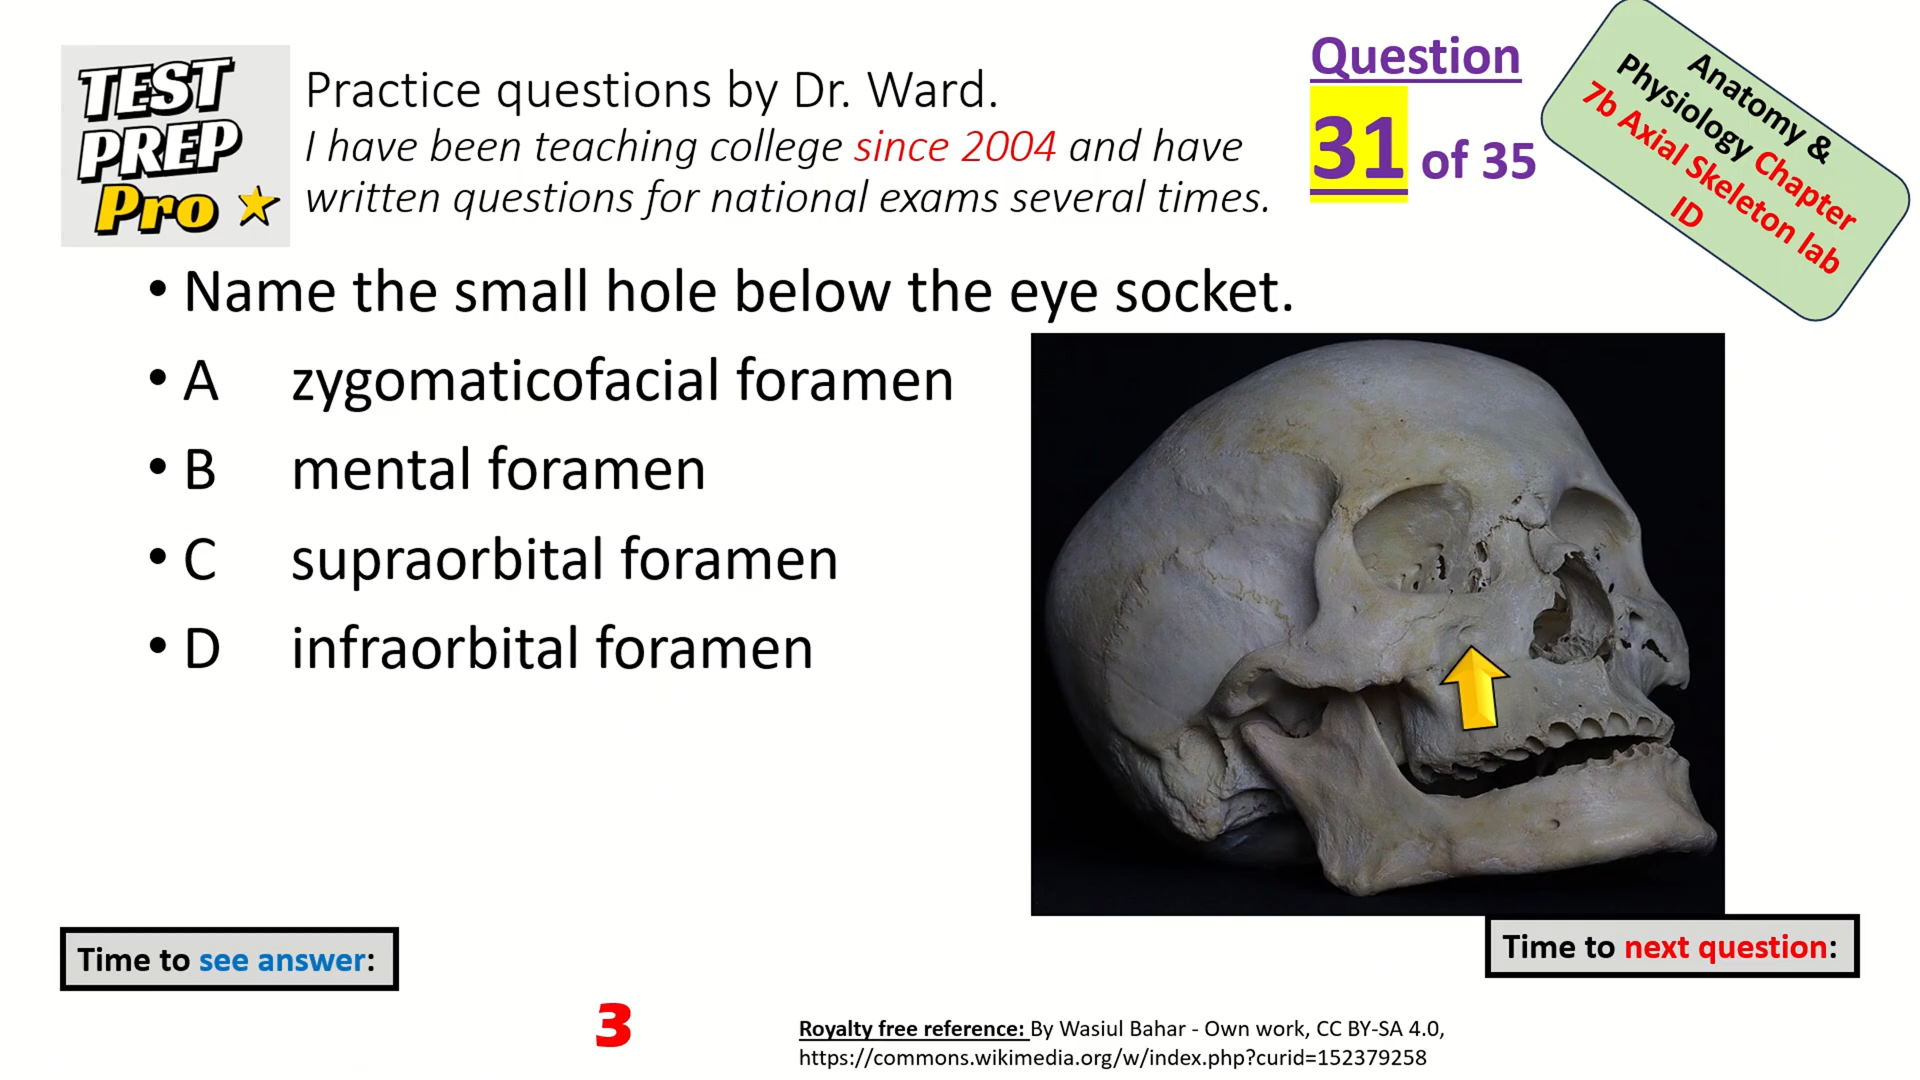 TEST
PREP
Pro
Practice questions by Dr. Ward.
I have been teaching college since 2004 and have
written questions for national exams several times.
Question
31 of 35
Anatomy &
Physiology Chapter
7b Axial Skeleton lab
ID
• Name the small hole below the eye socket.
• A zygomaticofacial foramen
• B mental foramen
• C supraorbital foramen
• D infraorbital foramen
Time to see answer:
Time to next question:
3
Royalty free reference: By Wasiul Bahar - Own work, CC BY-SA 4.0,
https://commons.wikimedia.org/w/index.php?curid=152379258